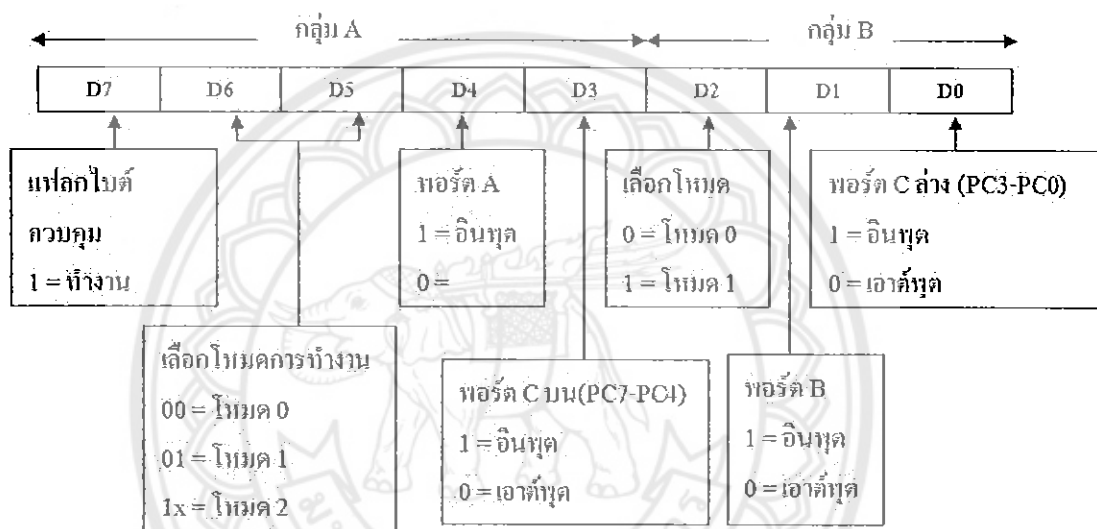 กลุ่ม A
กลุ่ม B
D7 D6 D5 D4 D3 D2 D1 D0
แฟลกไบต์
ควบคุม
1 = ทำงาน
พอร์ต A
1 = อินพุต
0 =
เลือกโหมด
0 = โหมด 0
1 = โหมด 1
พอร์ต C ล่าง (PC3-PC0)
1 = อินพุต
0 = เอาต์พุต
เลือกโหมดการทำงาน
00 = โหมด 0
01 = โหมด 1
1x = โหมด 2
พอร์ต C บน(PC7-PC4)
1 = อินพุต
0 = เอาต์พุต
พอร์ต B
1 = อินพุต
0 = เอาต์พุต